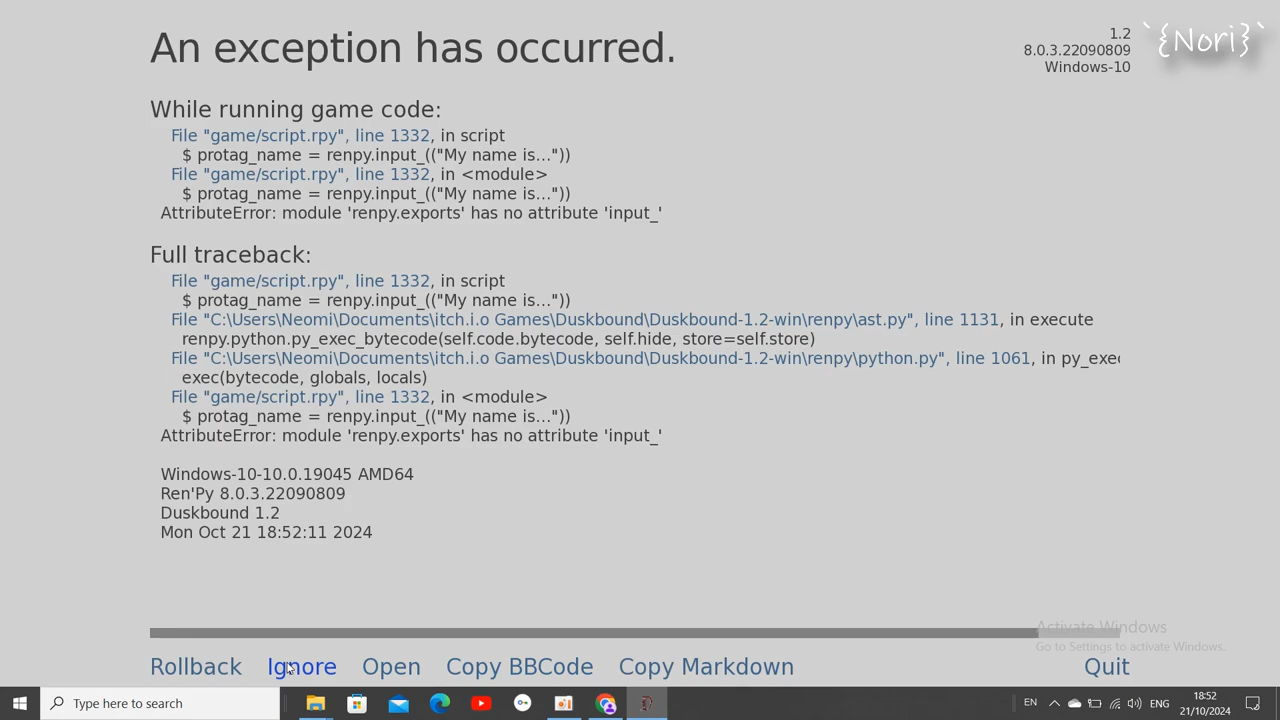 An exception has occurred.
1.2
8.0.3.22090809
Windows-10
`{Nori}`
While running game code:
File "game/script.rpy", line 1332, in script
$ protag_name = renpy.input_(("My name is..."))
File "game/script.rpy", line 1332, in <module>
$ protag_name = renpy.input_(("My name is..."))
AttributeError: module 'renpy.exports' has no attribute 'input_'
Full traceback:
File "game/script.rpy", line 1332, in script
$ protag_name = renpy.input_(("My name is..."))
File "C:\Users\Neomi\Documents\itch.i.o Games\Duskbound\Duskbound-1.2-win\renpy\ast.py", line 1131, in execute
renpy.python.py_exec_bytecode(self.code.bytecode, self.hide, store=self.store)
File "C:\Users\Neomi\Documents\itch.i.o Games\Duskbound\Duskbound-1.2-win\renpy\python.py", line 1061, in py_exec
exec(bytecode, globals, locals)
File "game/script.rpy", line 1332, in <module>
$ protag_name = renpy.input_(("My name is..."))
AttributeError: module 'renpy.exports' has no attribute 'input_'
Windows-10-10.0.19045 AMD64
Ren'Py 8.0.3.22090809
Duskbound 1.2
Mon Oct 21 18:52:11 2024
Activate Windows
Go to Settings to activate Windows.
Rollback Ignore Open Copy BBCode Copy Markdown Quit
Type here to search
EN ENG 18:52
21/10/2024